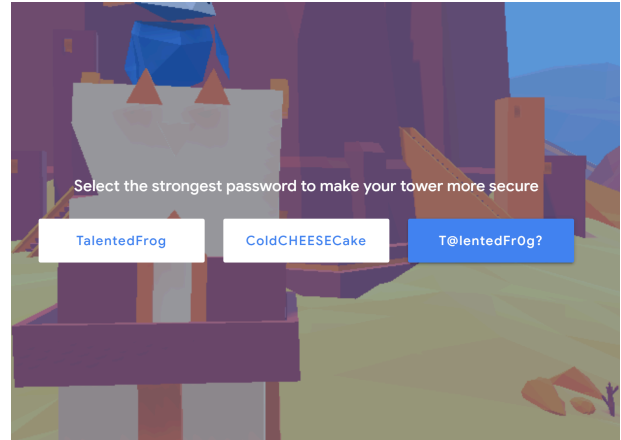 Select the strongest password to make your tower more secure
TalentedFrog
ColdCHEESECake
T@lentedFr0g?